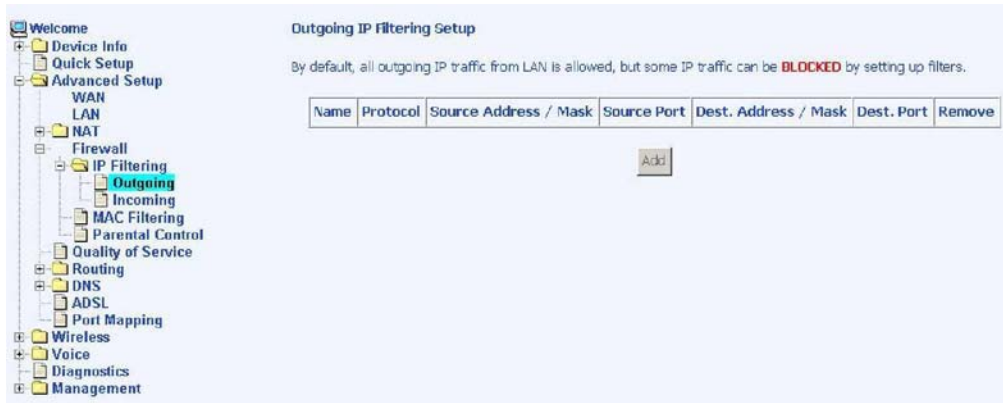 Welcome
Device Info
Quick Setup
Advanced Setup
WAN
LAN
NAT
Firewall
IP Filtering
Outgoing
Incoming
MAC Filtering
Parental Control
Quality of Service
Routing
DNS
ADSL
Port Mapping
Wireless
Voice
Diagnostics
Management
Outgoing IP Filtering Setup
By default, all outgoing IP traffic from LAN is allowed, but some IP traffic can be BLOCKED by setting up filters.
Name Protocol Source Address / Mask Source Port Dest. Address / Mask Dest. Port Remove
Add